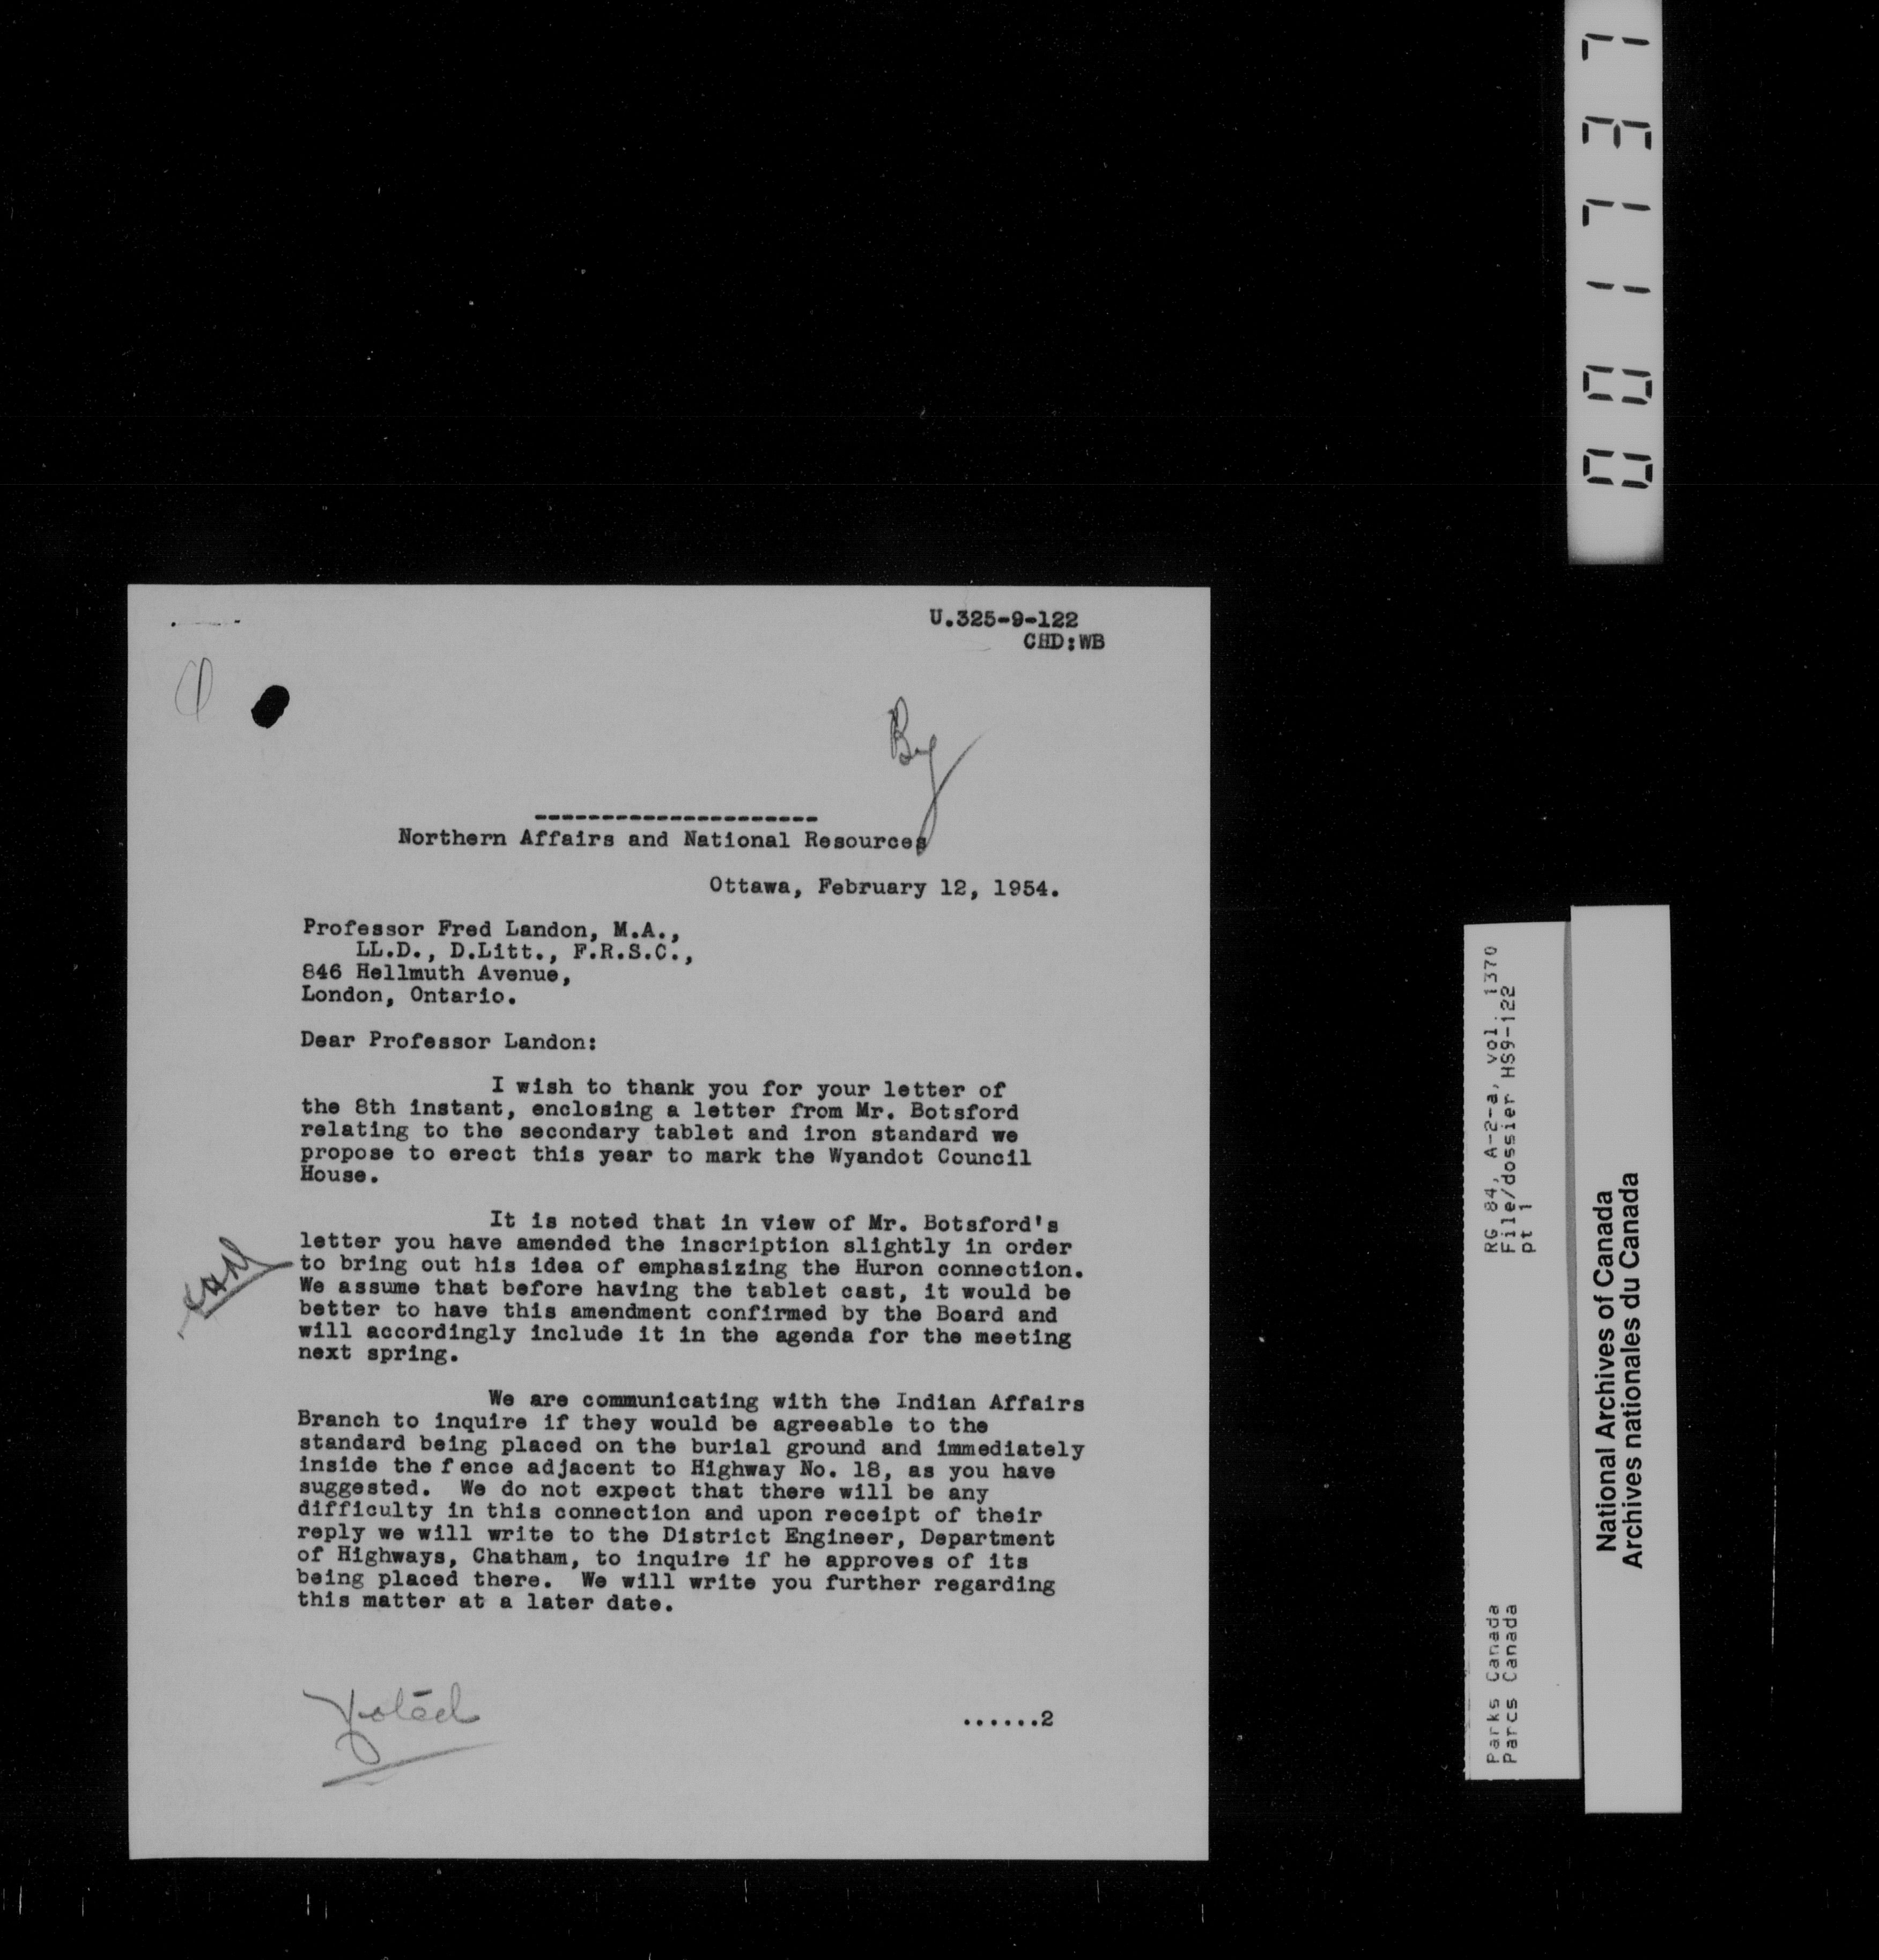 U.325-9-122
CHD:WB
By
Northern Affairs and National Resources
Ottawa, February 12, 1954.
Professor Fred Landon, M.A.,
LL.D., D.Litt., F.R.S.C.,
846 Hellmuth Avenue,
London, Ontario.
Dear Professor Landon:
I wish to thank you for your letter of
the 8th instant, enclosing a letter from Mr. Botsford
relating to the secondary tablet and iron standard we
propose to erect this year to mark the Wyandot Council
House.
It is noted that in view of Mr. Botsford's
letter you have amended the inscription slightly in order
to bring out his idea of emphasizing the Huron connection.
We assume that before having the tablet cast, it would be
better to have this amendment confirmed by the Board and
will accordingly include it in the agenda for the meeting
next spring.
We are communicating with the Indian Affairs
Branch to inquire if they would be agreeable to the
standard being placed on the burial ground and immediately
inside the fence adjacent to Highway No. 18, as you have
suggested. We do not expect that there will be any
difficulty in this connection and upon receipt of their
reply we will write to the District Engineer, Department
of Highways, Chatham, to inquire if he approves of its
being placed there. We will write you further regarding
this matter at a later date.
Noted
......2
001737
RG 84, A-2-a, vol. 1370
File/dossier HS9-122
pt 1
Parks Canada
Parcs Canada
National Archives of Canada
Archives nationales du Canada